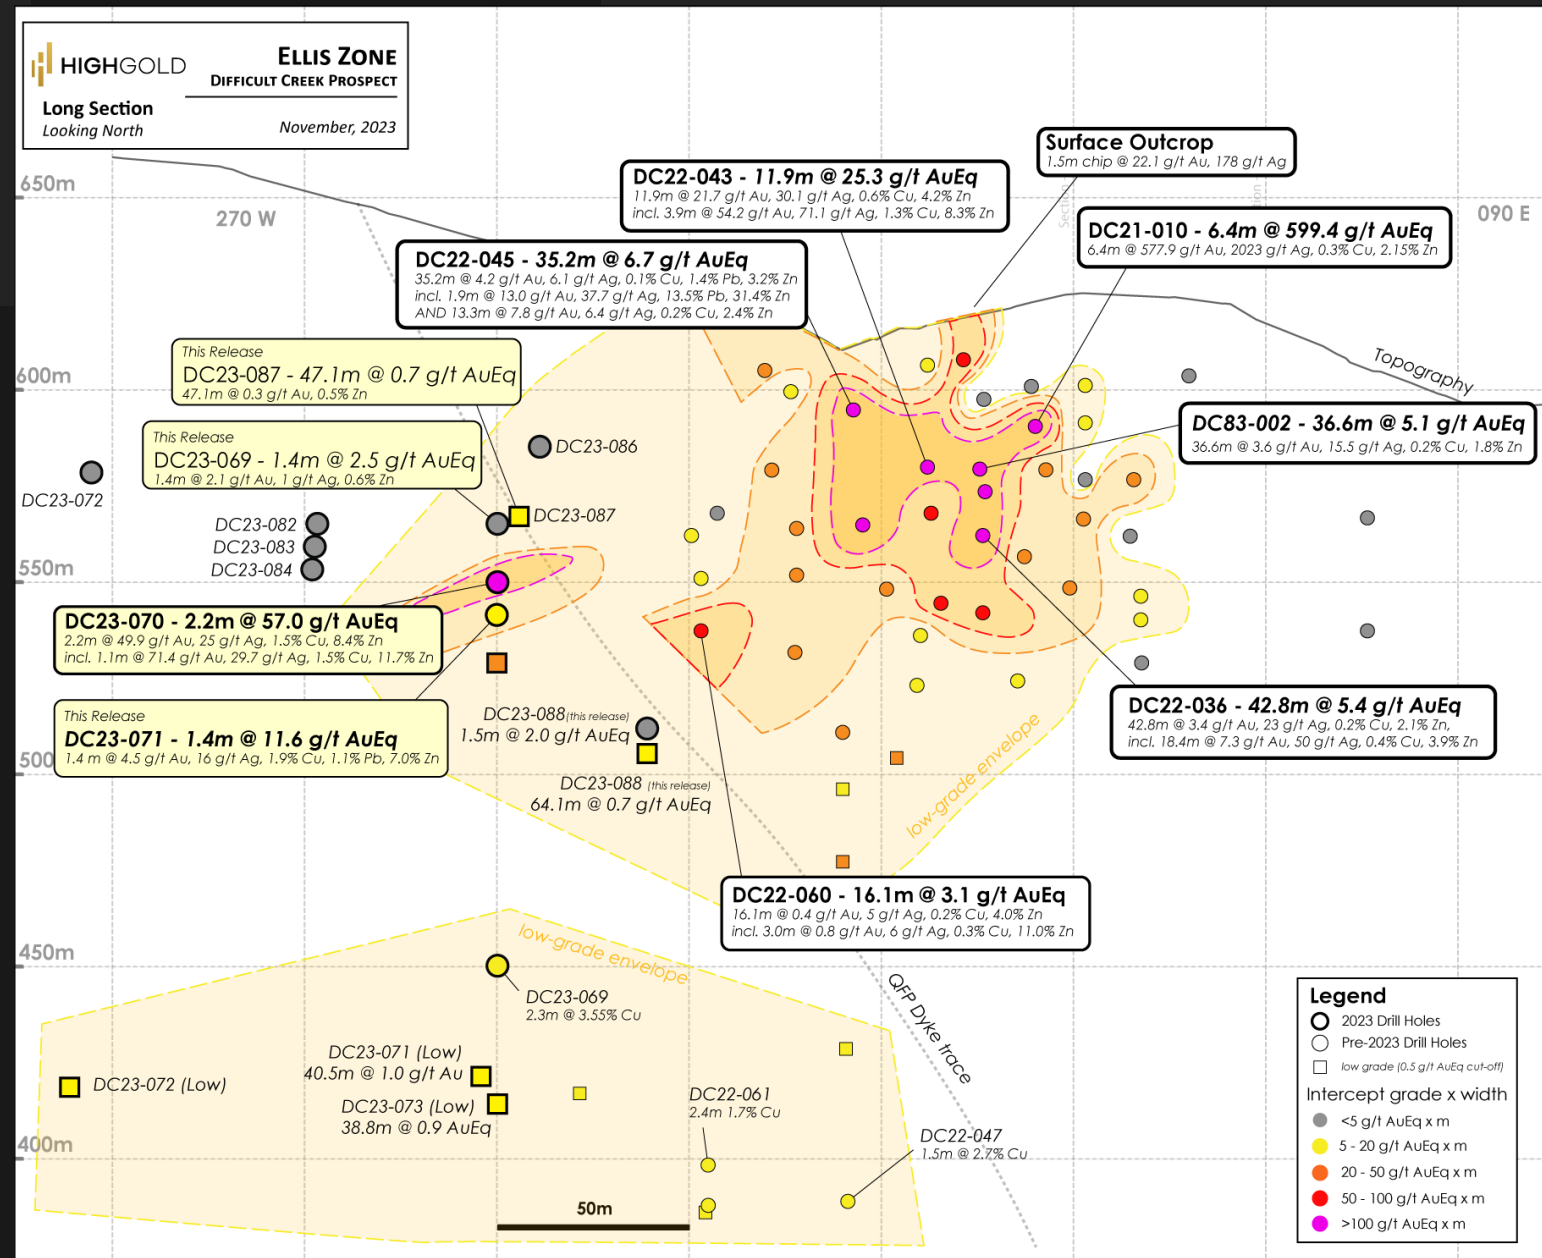 HIGHGOLD
ELLIS ZONE
DIFFICULT CREEK PROSPECT
Long Section
Looking North
November, 2023
650m
270 W
090 E
Surface Outcrop
1.5m chip @ 22.1 g/t Au, 178 g/t Ag
DC22-043 - 11.9m @ 25.3 g/t AuEq
11.9m @ 21.7 g/t Au, 30.1 g/t Ag, 0.6% Cu, 4.2% Zn
incl. 3.9m @ 54.2 g/t Au, 71.1 g/t Ag, 1.3% Cu, 8.3% Zn
Section
DC21-010 - 6.4m @ 599.4 g/t AuEq
6.4m @ 577.9 g/t Au, 2023 g/t Ag, 0.3% Cu, 2.15% Zn
DC22-045 - 35.2m @ 6.7 g/t AuEq
35.2m @ 4.2 g/t Au, 6.1 g/t Ag, 0.1% Cu, 1.4% Pb, 3.2% Zn
incl. 1.9m @ 13.0 g/t Au, 37.7 g/t Ag, 13.5% Pb, 31.4% Zn
AND 13.3m @ 7.8 g/t Au, 6.4 g/t Ag, 0.2% Cu, 2.4% Zn
This Release
DC23-087 - 47.1m @ 0.7 g/t AuEq
47.1m @ 0.3 g/t Au, 0.5% Zn
600m
Topography
DC83-002 - 36.6m @ 5.1 g/t AuEq
36.6m @ 3.6 g/t Au, 15.5 g/t Ag, 0.2% Cu, 1.8% Zn
This Release
DC23-069 - 1.4m @ 2.5 g/t AuEq
1.4m @ 2.1 g/t Au, 1 g/t Ag, 0.6% Zn
DC23-086
DC23-072
DC23-087
DC23-082
DC23-083
DC23-084
550m
DC23-070 - 2.2m @ 57.0 g/t AuEq
2.2m @ 49.9 g/t Au, 25 g/t Ag, 1.5% Cu, 8.4% Zn
incl. 1.1m @ 71.4 g/t Au, 29.7 g/t Ag, 1.5% Cu, 11.7% Zn
This Release
DC23-071 - 1.4m @ 11.6 g/t AuEq
1.4 m @ 4.5 g/t Au, 16 g/t Ag, 1.9% Cu, 1.1% Pb, 7.0% Zn
DC23-088 (this release)
1.5m @ 2.0 g/t AuEq
DC23-088 (this release)
64.1m @ 0.7 g/t AuEq
DC22-036 - 42.8m @ 5.4 g/t AuEq
42.8m @ 3.4 g/t Au, 23 g/t Ag, 0.2% Cu, 2.1% Zn,
incl. 18.4m @ 7.3 g/t Au, 50 g/t Ag, 0.4% Cu, 3.9% Zn
500
low-grade envelope
DC22-060 - 16.1m @ 3.1 g/t AuEq
16.1m @ 0.4 g/t Au, 5 g/t Ag, 0.2% Cu, 4.0% Zn
incl. 3.0m @ 0.8 g/t Au, 6 g/t Ag, 0.3% Cu, 11.0% Zn
450m
low-grade envelope
DC23-069
2.3m @ 3.55% Cu
QFP Dyke trace
DC23-071 (Low)
40.5m @ 1.0 g/t Au
DC23-072 (Low)
DC23-073 (Low)
38.8m @ 0.9 AuEq
DC22-061
2.4m 1.7% Cu
DC22-047
1.5m @ 2.7% Cu
400m
50m
Legend
2023 Drill Holes
Pre-2023 Drill Holes
low grade (0.5 g/t AuEq cut-off)
Intercept grade x width
<5 g/t AuEq x m
5 - 20 g/t AuEq x m
20 - 50 g/t AuEq x m
50 - 100 g/t AuEq x m
>100 g/t AuEq x m